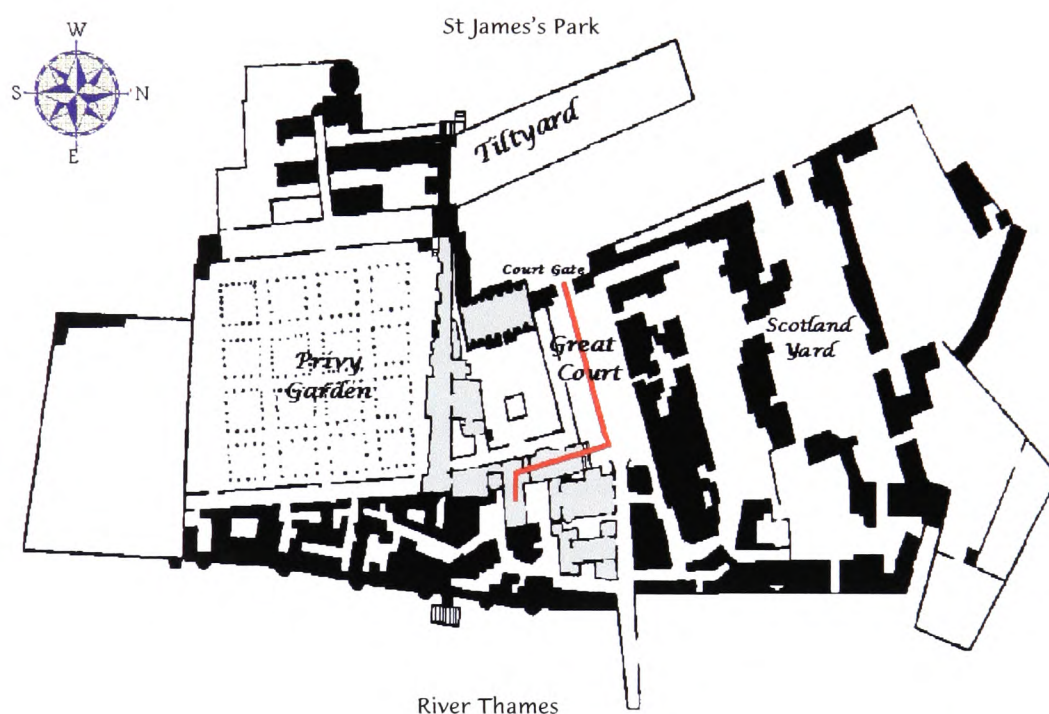 St James's Park
W
S
N
E
Tiltyard
Court Gate
Great
Court
Scotland
Yard
Privy
Garden
River Thames